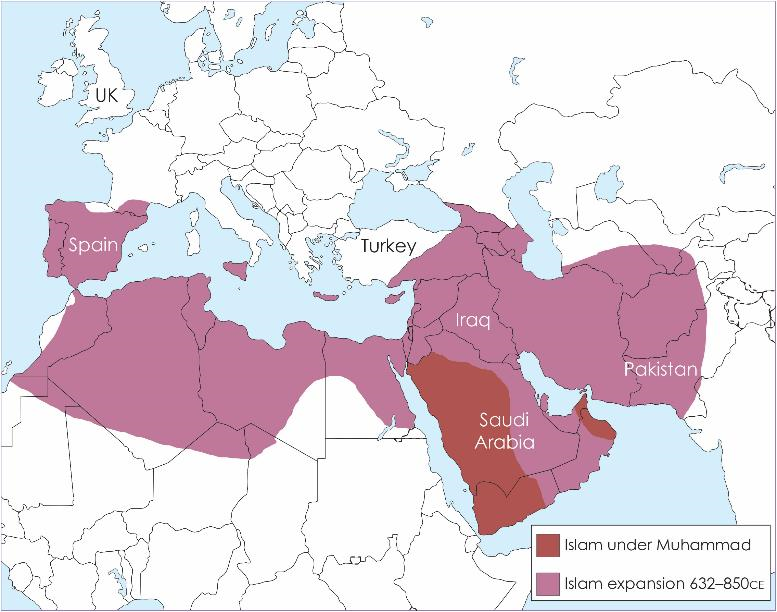 UK
Spain
Turkey
Iraq
Pakistan
Saudi
Arabia
Islam under Muhammad
Islam expansion 632–850CE